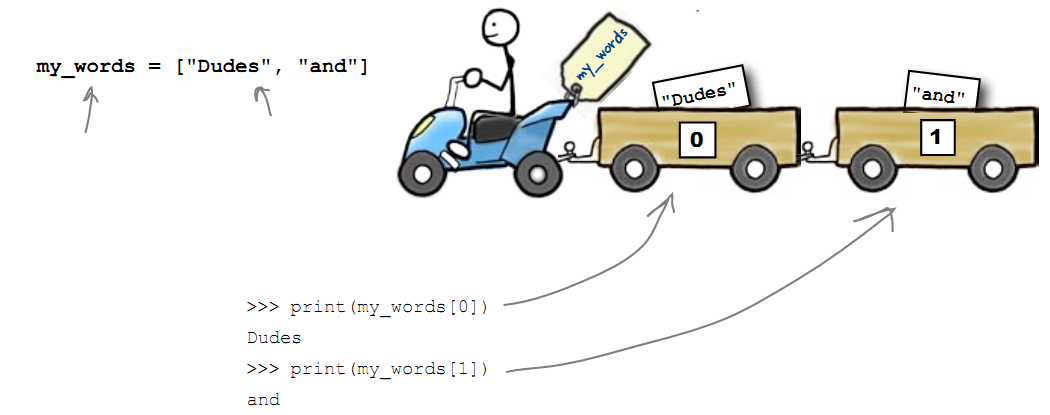 my_words = ["Dudes", "and"]
my_words
"Dudes"
"and"
0
1
>>> print(my_words[0])
Dudes
>>> print(my_words[1])
and